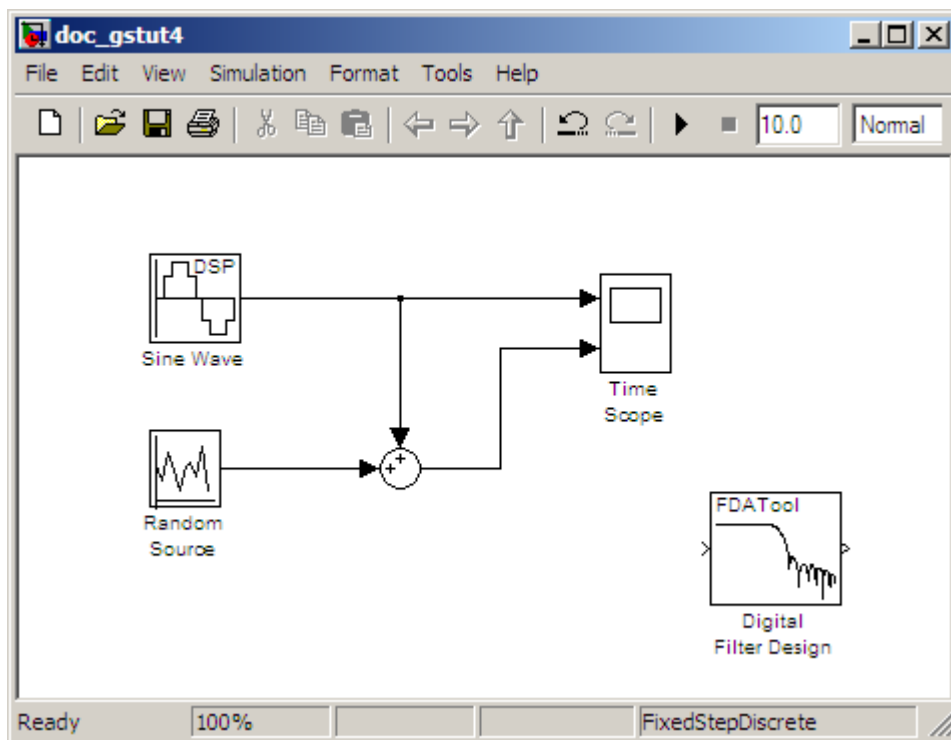 doc_gstut4
File Edit View Simulation Format Tools Help
10.0 Normal
DSP
Sine Wave
Time
Scope
Random
Source
FDATool
Digital
Filter Design
Ready 100% FixedStepDiscrete